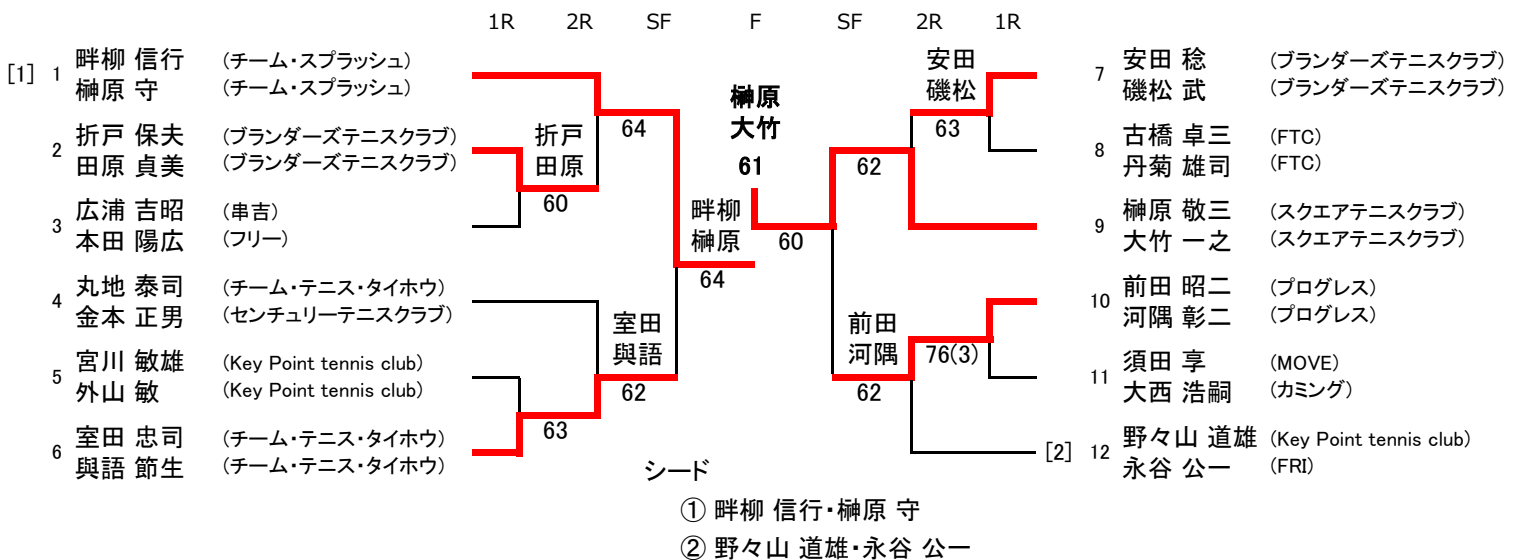 1R 2R SF F SF 2R 1R
[1] 1 畔柳 信行 (チーム・スプラッシュ)
榊原 守 (チーム・スプラッシュ)
2 折戸 保夫 (ブランダーズテニスクラブ)
田原 貞美 (ブランダーズテニスクラブ)
3 広浦 吉昭 (串吉)
本田 陽広 (フリー)
4 丸地 泰司 (チーム・テニス・タイホウ)
金本 正男 (センチュリーテニスクラブ)
5 宮川 敏雄 (Key Point tennis club)
外山 敏 (Key Point tennis club)
6 室田 忠司 (チーム・テニス・タイホウ)
與語 節生 (チーム・テニス・タイホウ)
折戸
田原
60
64
室田
與語
63
62
畔柳
榊原
64
榊原
大竹
61
60
安田
磯松
63
62
前田
河隅
76(3)
62
7 安田 稔 (ブランダーズテニスクラブ)
磯松 武 (ブランダーズテニスクラブ)
8 古橋 卓三 (FTC)
丹菊 雄司 (FTC)
9 榊原 敬三 (スクエアテニスクラブ)
大竹 一之 (スクエアテニスクラブ)
10 前田 昭二 (プログレス)
河隅 彰二 (プログレス)
11 須田 享 (MOVE)
大西 浩嗣 (カミング)
[2] 12 野々山 道雄 (Key Point tennis club)
永谷 公一 (FRI)
シード
① 畔柳 信行・榊原 守
② 野々山 道雄・永谷 公一